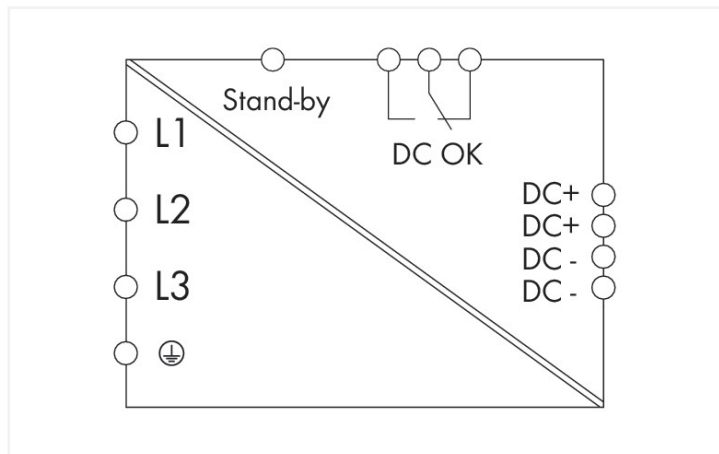 Stand-by
DC OK
L1
L2
L3
DC+
DC+
DC -
DC -